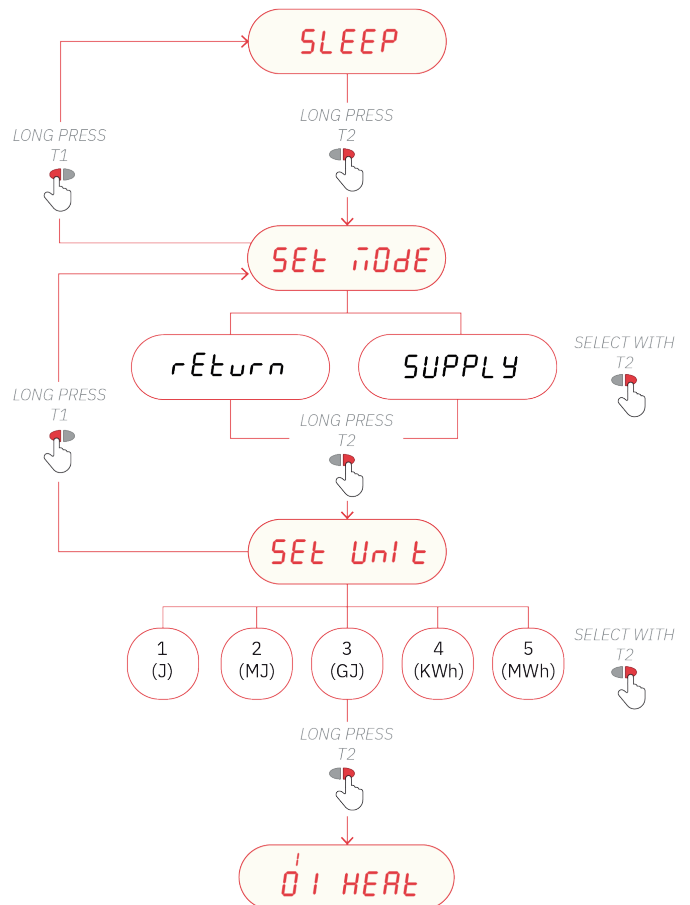 SLEEP
LONG PRESS
T2
LONG PRESS
T1
SEt mOdE
rEturn
SUPPLY
SELECT WITH
T2
LONG PRESS
T1
LONG PRESS
T2
SEt UnIt
1
(J)
2
(MJ)
3
(GJ)
4
(KWh)
5
(MWh)
SELECT WITH
T2
LONG PRESS
T2
01 HEAt